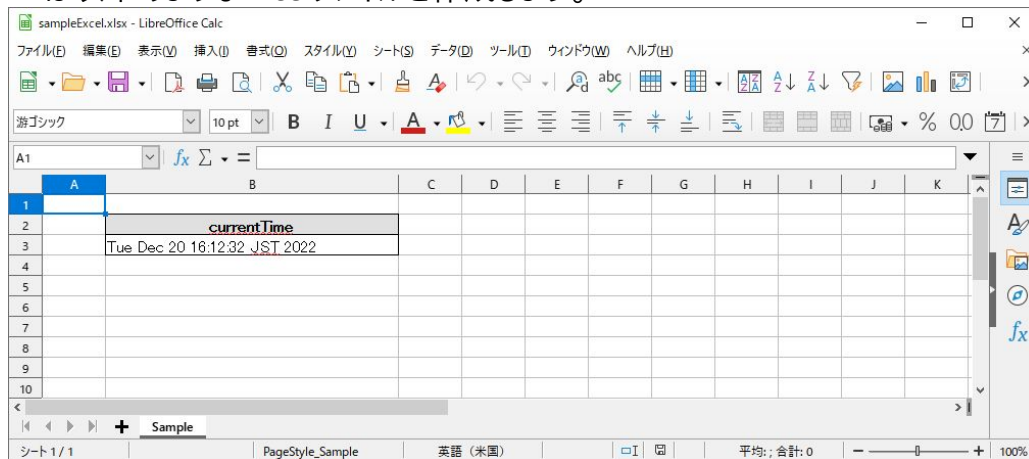 sampleExcel.xlsx - LibreOffice Calc
ファイル(F) 編集(E) 表示(V) 挿入(I) 書式(O) スタイル(Y) シート(S) データ(D) ツール(T) ウィンドウ(W) ヘルプ(H)
游ゴシック 10 pt B I U A % 0.0 7
A1 fx Σ =
A B C D E F G H I J K
1
2 currentTime
3 Tue Dec 20 16:12:32 JST 2022
4
5
6
7
8
9
10
Sample
シート 1 / 1 PageStyle_Sample 英語 (米国) 平均: ; 合計: 0 100%